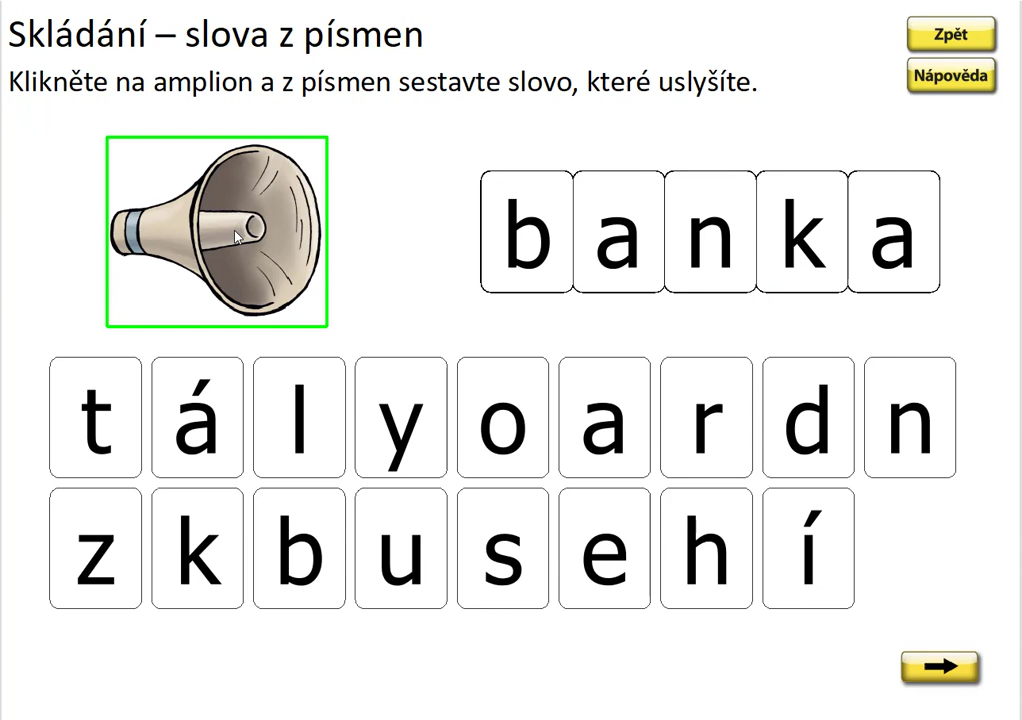 Skládání – slova z písmen
Zpět
Klikněte na amplion a z písmen sestavte slovo, které uslyšíte.
Nápověda
b a n k a
t á l y o a r d n
z k b u s e h í